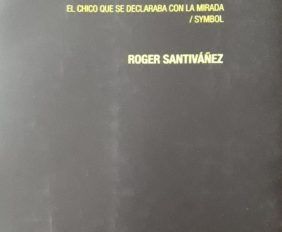 EL CHICO QUE SE DECLARABA CON LA MIRADA
/ SYMBOL
ROGER SANTIVÁÑEZ